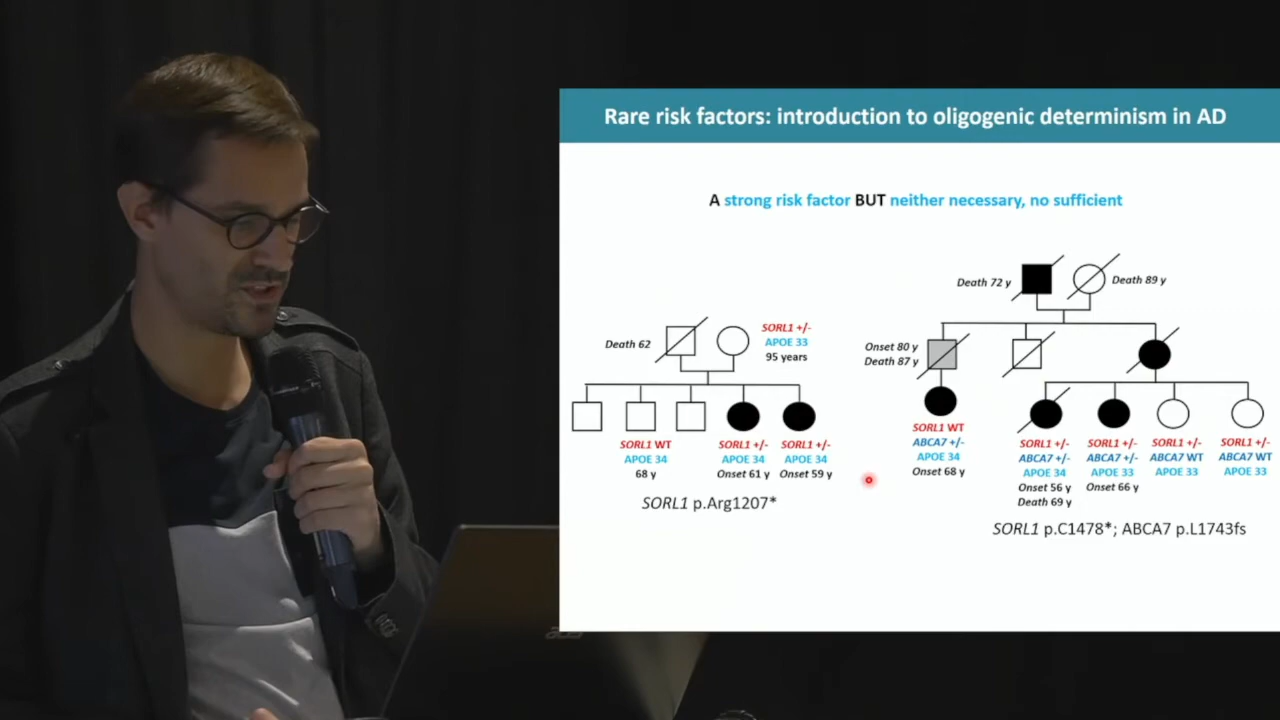 Rare risk factors: introduction to oligogenic determinism in AD
A strong risk factor BUT neither necessary, no sufficient
Death 62
SORL1 +/-
APOE 33
95 years
SORL1 WT
APOE 34
68 y
SORL1 +/-
APOE 34
Onset 61 y
SORL1 +/-
APOE 34
Onset 59 y
SORL1 p.Arg1207*
Death 72 y
Death 89 y
Onset 80 y
Death 87 y
SORL1 WT
ABCA7 +/-
APOE 34
Onset 68 y
SORL1 +/-
ABCA7 +/-
APOE 34
Onset 56 y
Death 69 y
SORL1 +/-
ABCA7 +/-
APOE 33
Onset 66 y
SORL1 +/-
ABCA7 WT
APOE 33
SORL1 +/-
ABCA7 WT
APOE 33
SORL1 p.C1478*; ABCA7 p.L1743fs
acer